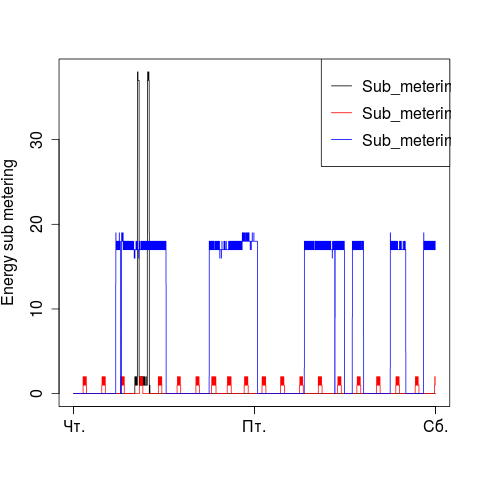 Sub_meterin
Sub_meterin
Sub_meterin
Energy sub metering
30
20
10
0
Чт.
Пт.
Сб.